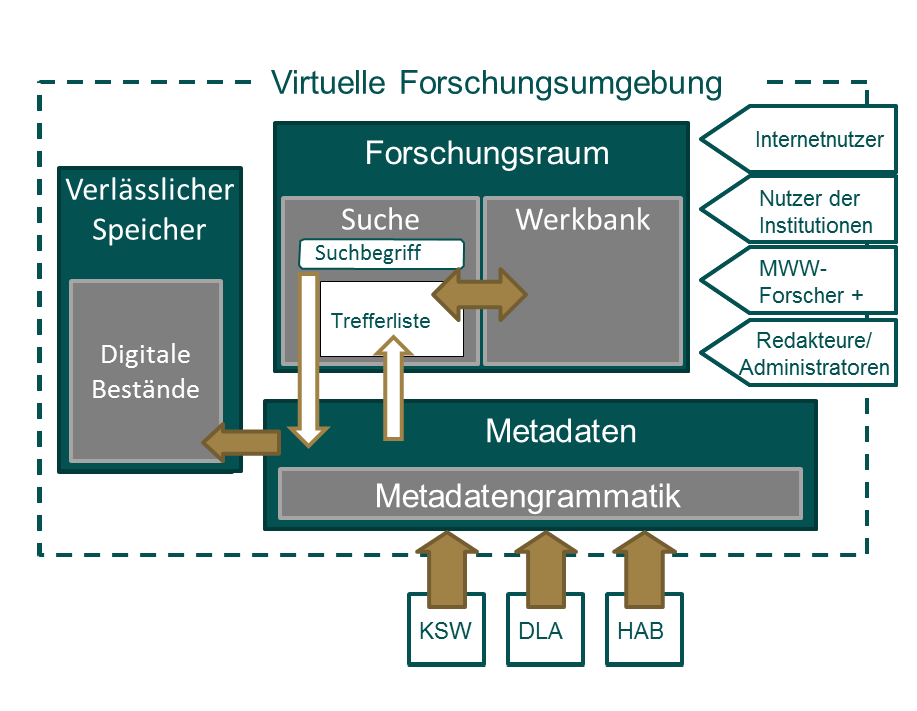 Virtuelle Forschungsumgebung
Verlässlicher
Speicher
Digitale
Bestände
Forschungsraum
Suche
Suchbegriff
Trefferliste
Werkbank
Internetnutzer
Nutzer der
Institutionen
MWW-
Forscher +
Redakteure/
Administratoren
Metadaten
Metadatengrammatik
KSW
DLA
HAB